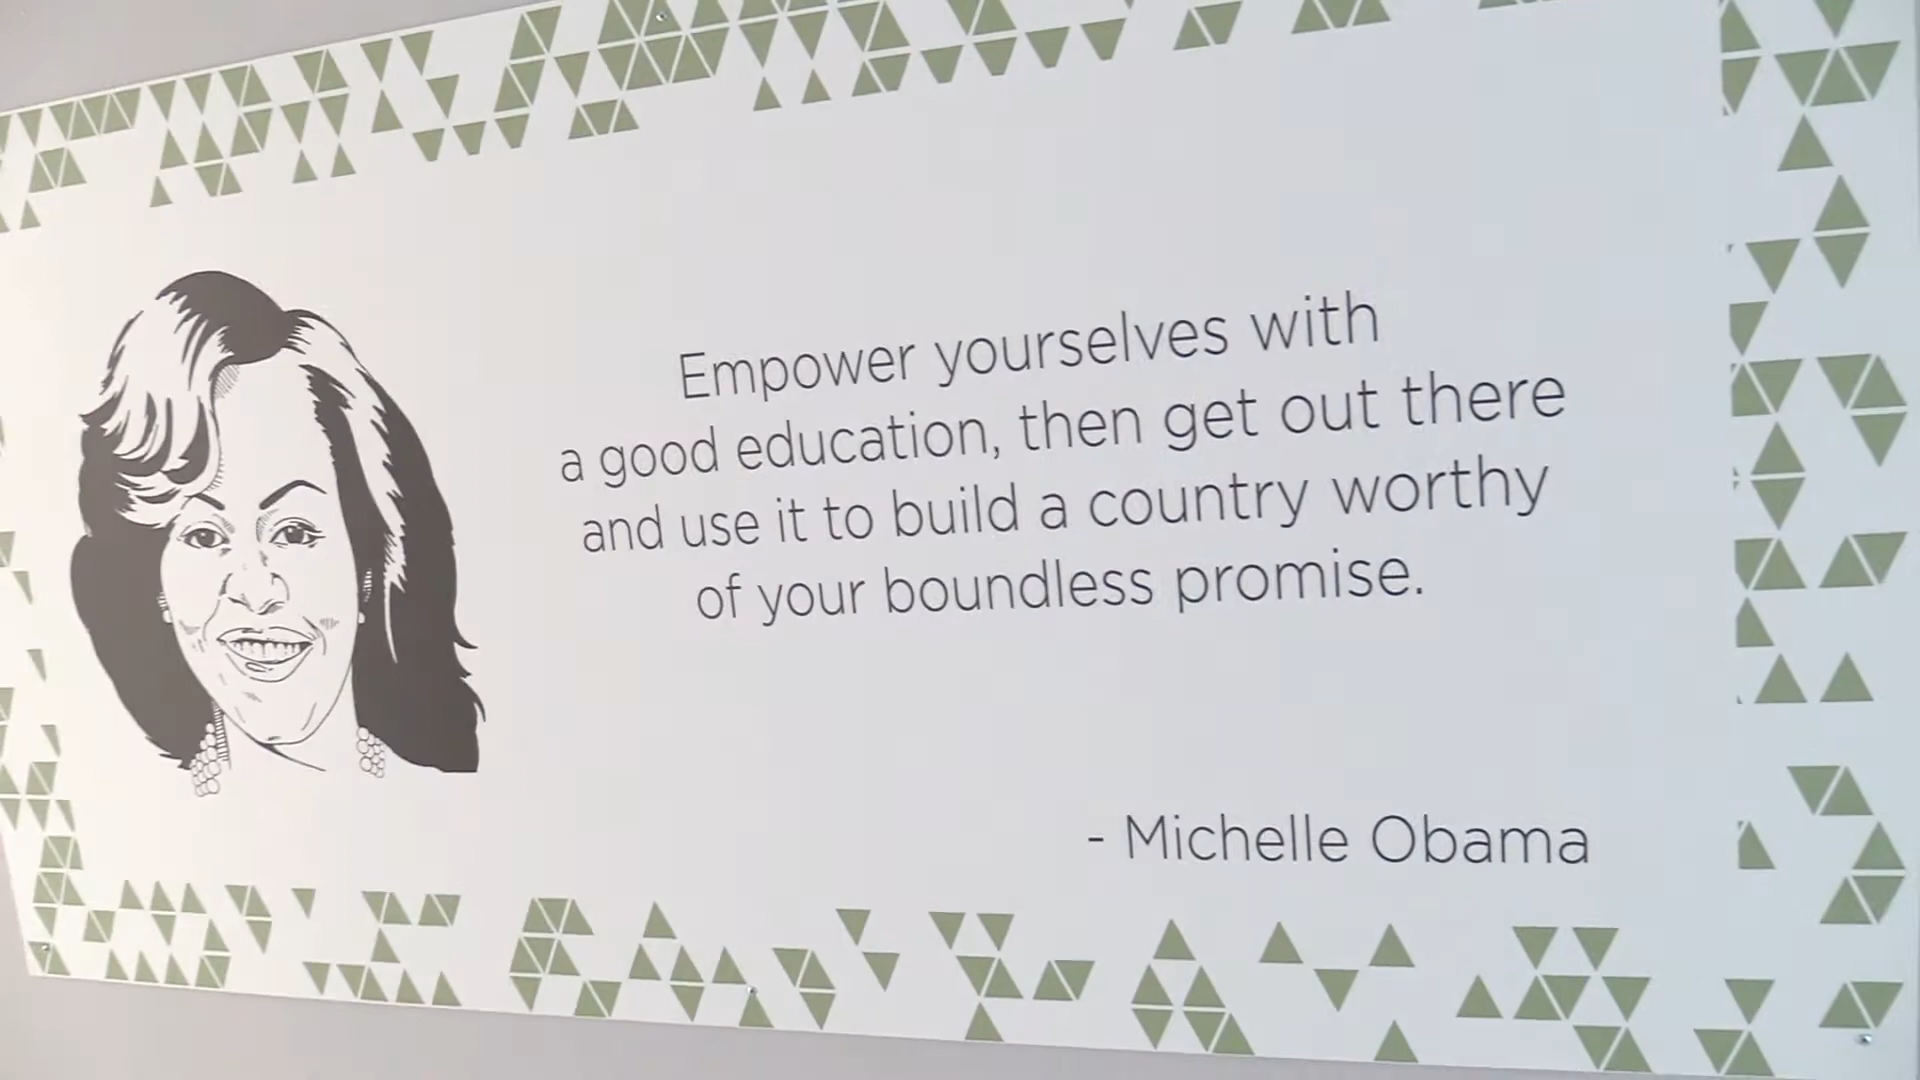 Empower yourselves with
a good education, then get out there
and use it to build a country worthy
of your boundless promise.
- Michelle Obama